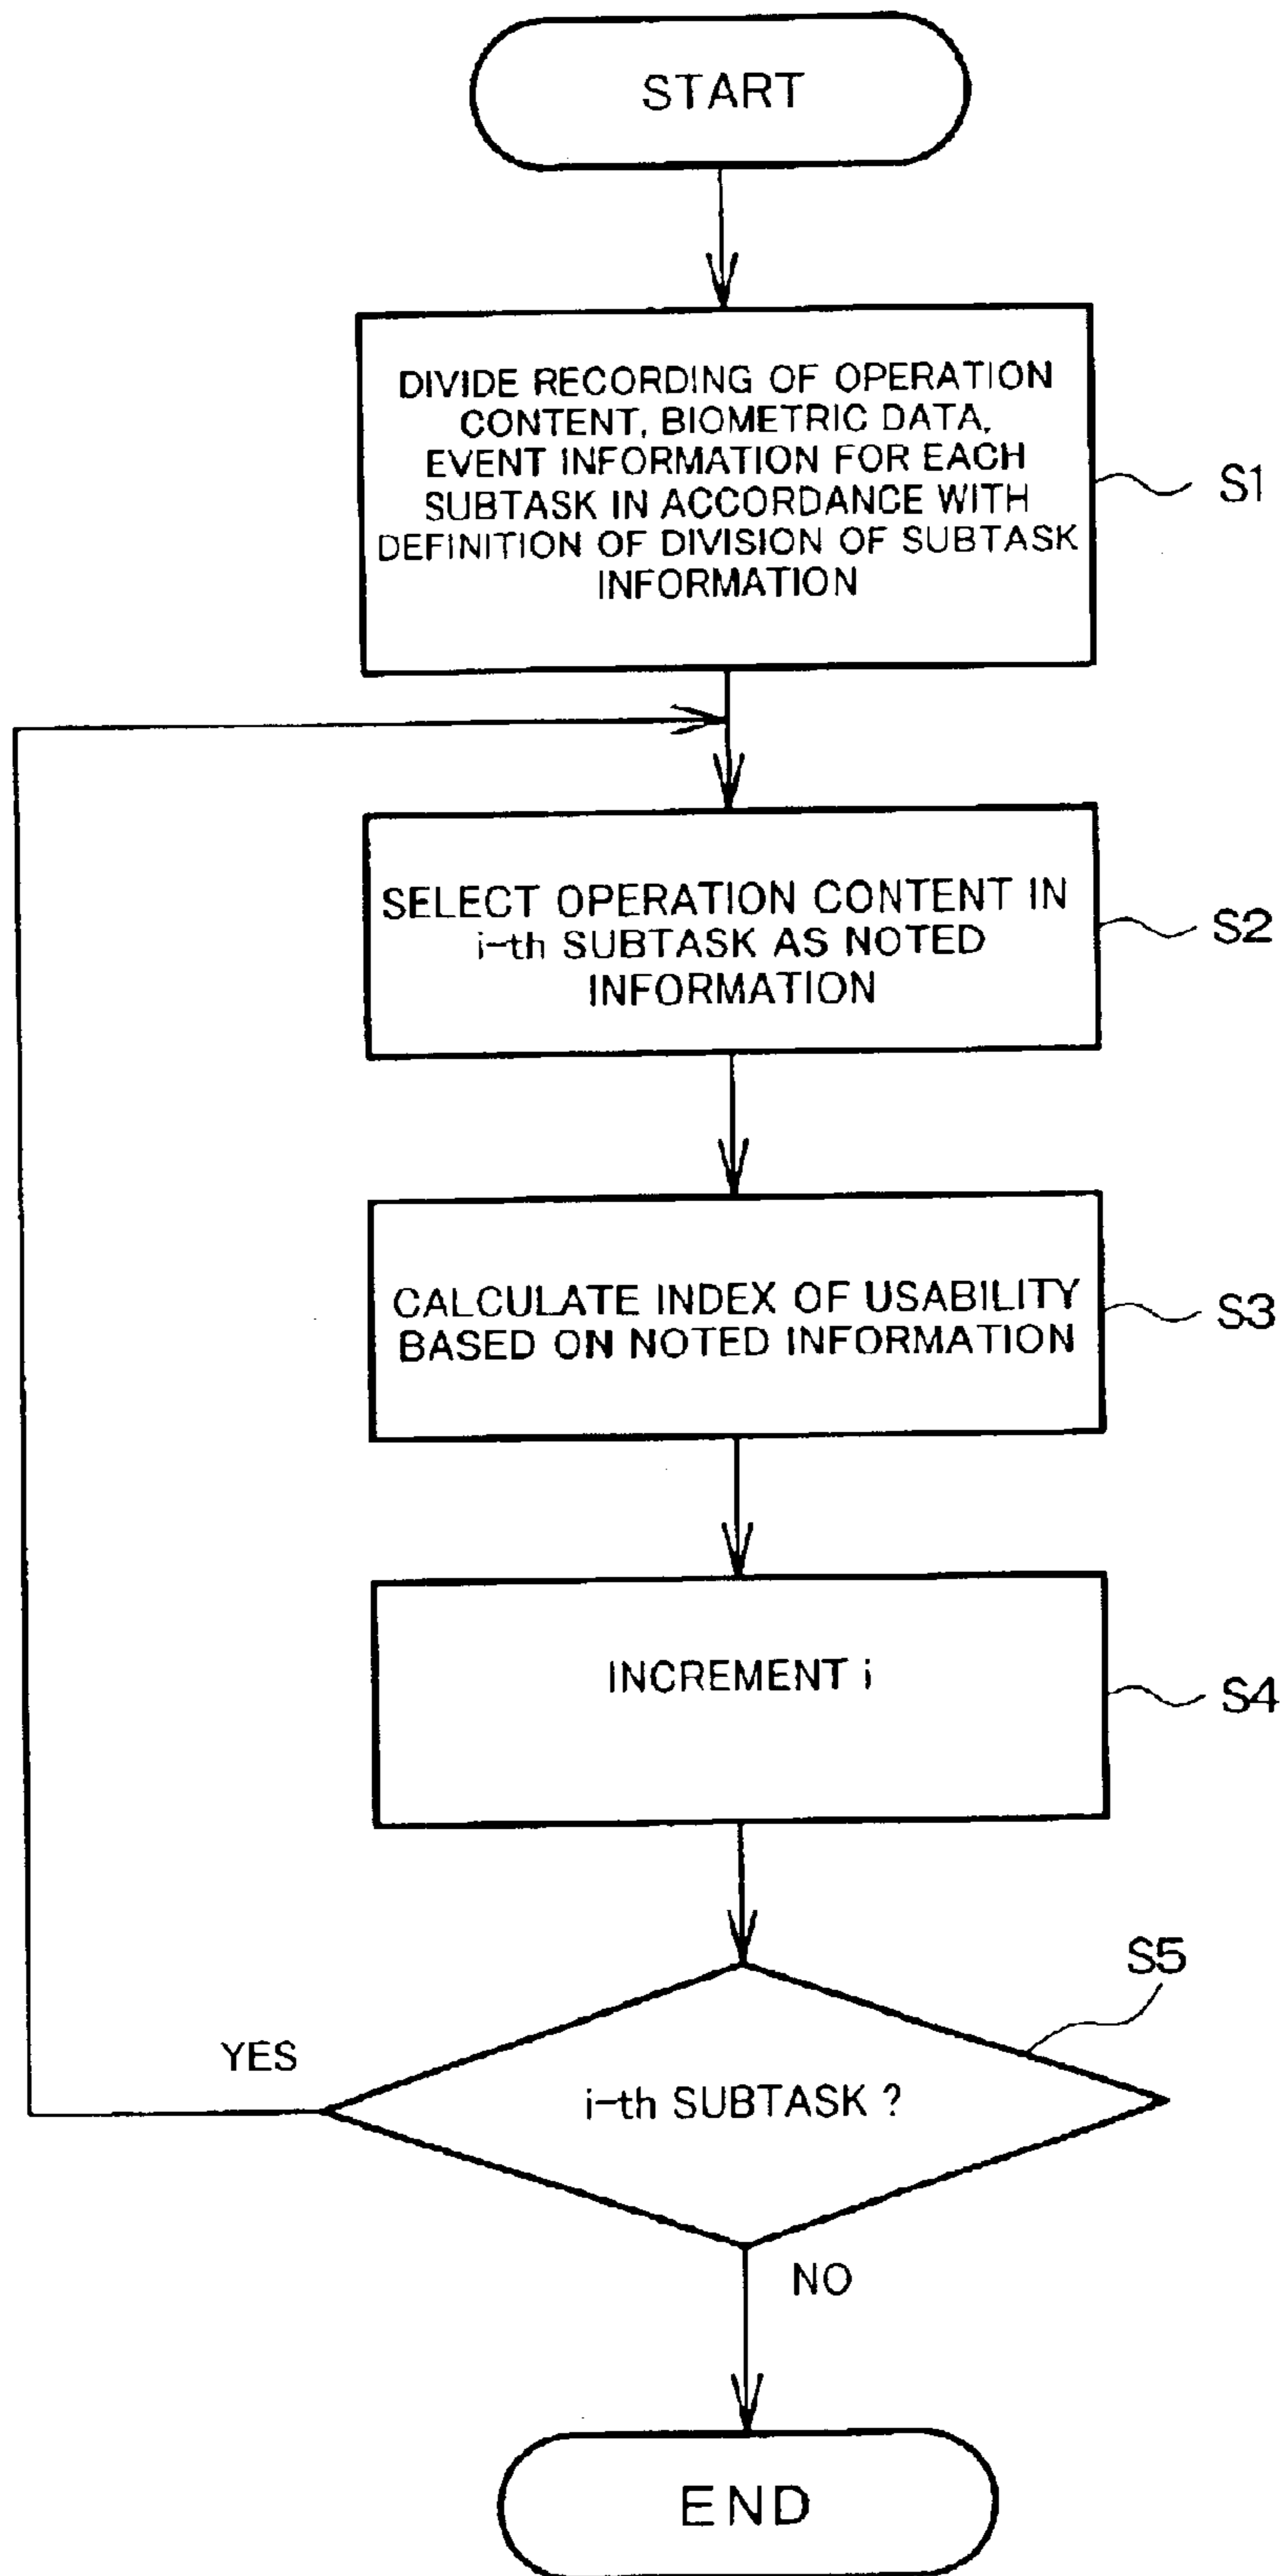 START
DIVIDE RECORDING OF OPERATION
CONTENT, BIOMETRIC DATA,
EVENT INFORMATION FOR EACH
SUBTASK IN ACCORDANCE WITH
DEFINITION OF DIVISION OF SUBTASK
INFORMATION
S1
SELECT OPERATION CONTENT IN
i-th SUBTASK AS NOTED
INFORMATION
S2
CALCULATE INDEX OF USABILITY
BASED ON NOTED INFORMATION
S3
INCREMENT i
S4
S5
YES
i-th SUBTASK ?
NO
END